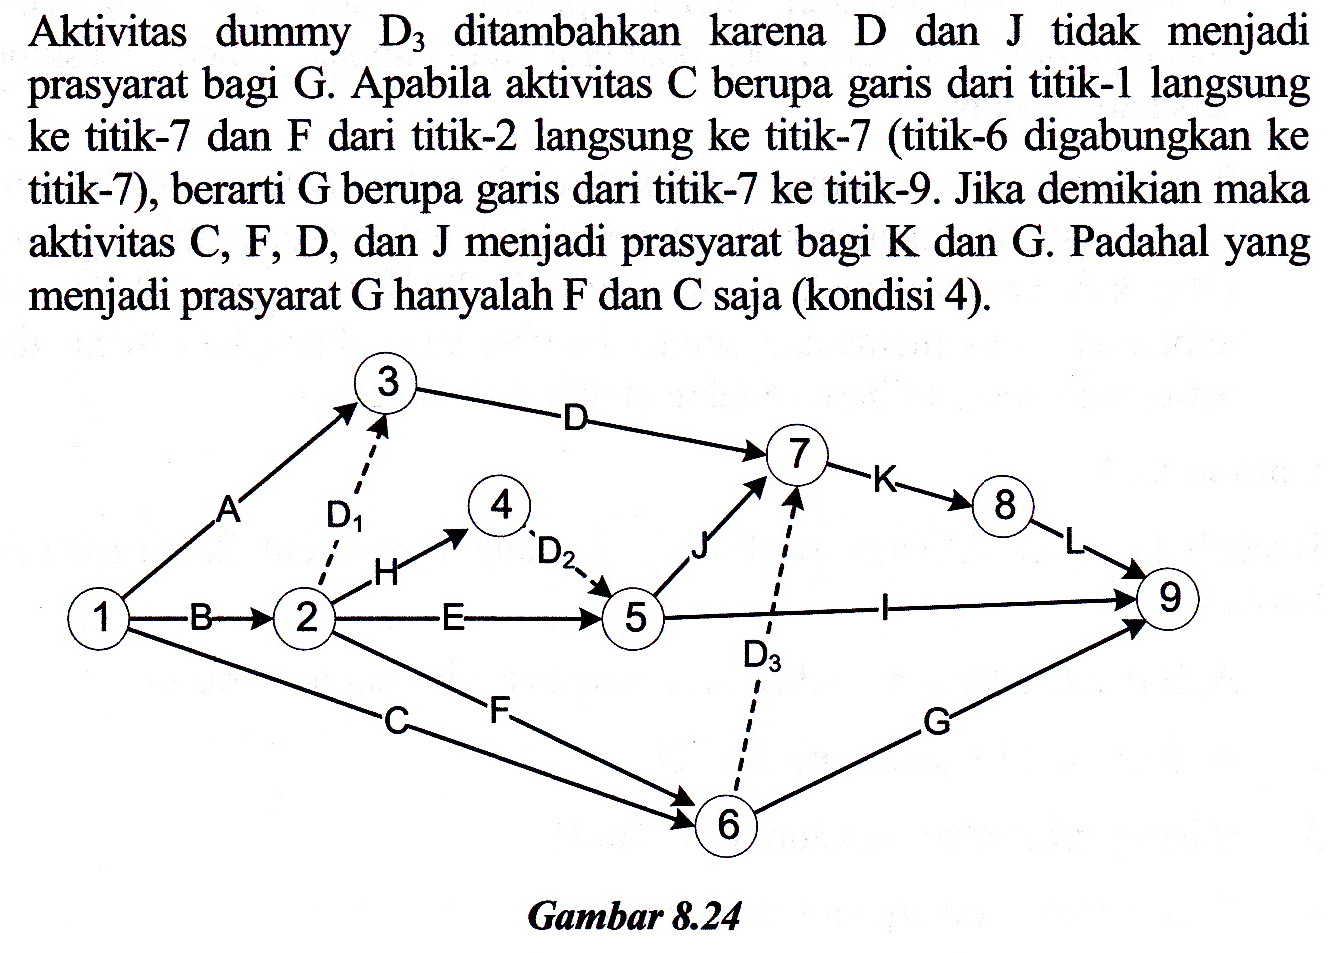 Aktivitas dummy D₃ ditambahkan karena D dan J tidak menjadi
prasyarat bagi G. Apabila aktivitas C berupa garis dari titik-1 langsung
ke titik-7 dan F dari titik-2 langsung ke titik-7 (titik-6 digabungkan ke
titik-7), berarti G berupa garis dari titik-7 ke titik-9. Jika demikian maka
aktivitas C, F, D, dan J menjadi prasyarat bagi K dan G. Padahal yang
menjadi prasyarat G hanyalah F dan C saja (kondisi 4).
3
D
7
K
4
8
A
D₁
D₂
J
L
H
1
B
2
E
5
I
9
D₃
F
C
G
6
Gambar 8.24